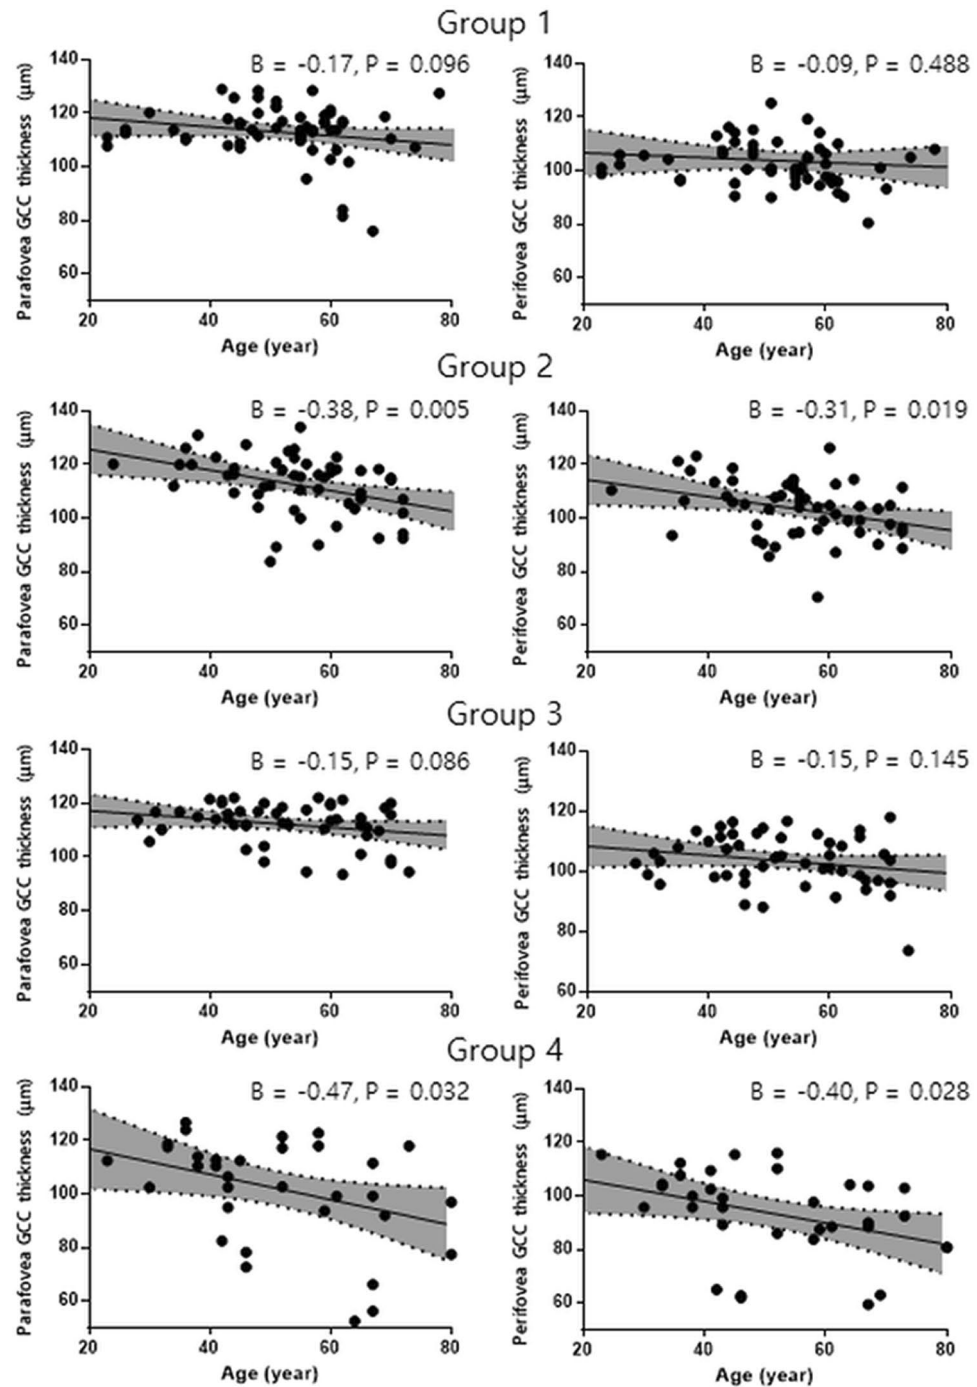 Group 1
B = -0.17, P = 0.096
B = -0.09, P = 0.488
Parafovea GCC thickness (µm)
140
120
100
80
60
20 40 60 80
Age (year)
Perifovea GCC thickness (µm)
140
120
100
80
60
20 40 60 80
Age (year)
Group 2
B = -0.38, P = 0.005
B = -0.31, P = 0.019
Parafovea GCC thickness (µm)
140
120
100
80
60
20 40 60 80
Age (year)
Perifovea GCC thickness (µm)
140
120
100
80
60
20 40 60 80
Age (year)
Group 3
B = -0.15, P = 0.086
B = -0.15, P = 0.145
Parafovea GCC thickness (µm)
140
120
100
80
60
20 40 60 80
Age (year)
Perifovea GCC thickness (µm)
140
120
100
80
60
20 40 60 80
Age (year)
Group 4
B = -0.47, P = 0.032
B = -0.40, P = 0.028
Parafovea GCC thickness (µm)
140
120
100
80
60
20 40 60 80
Age (year)
Perifovea GCC thickness (µm)
140
120
100
80
60
20 40 60 80
Age (year)